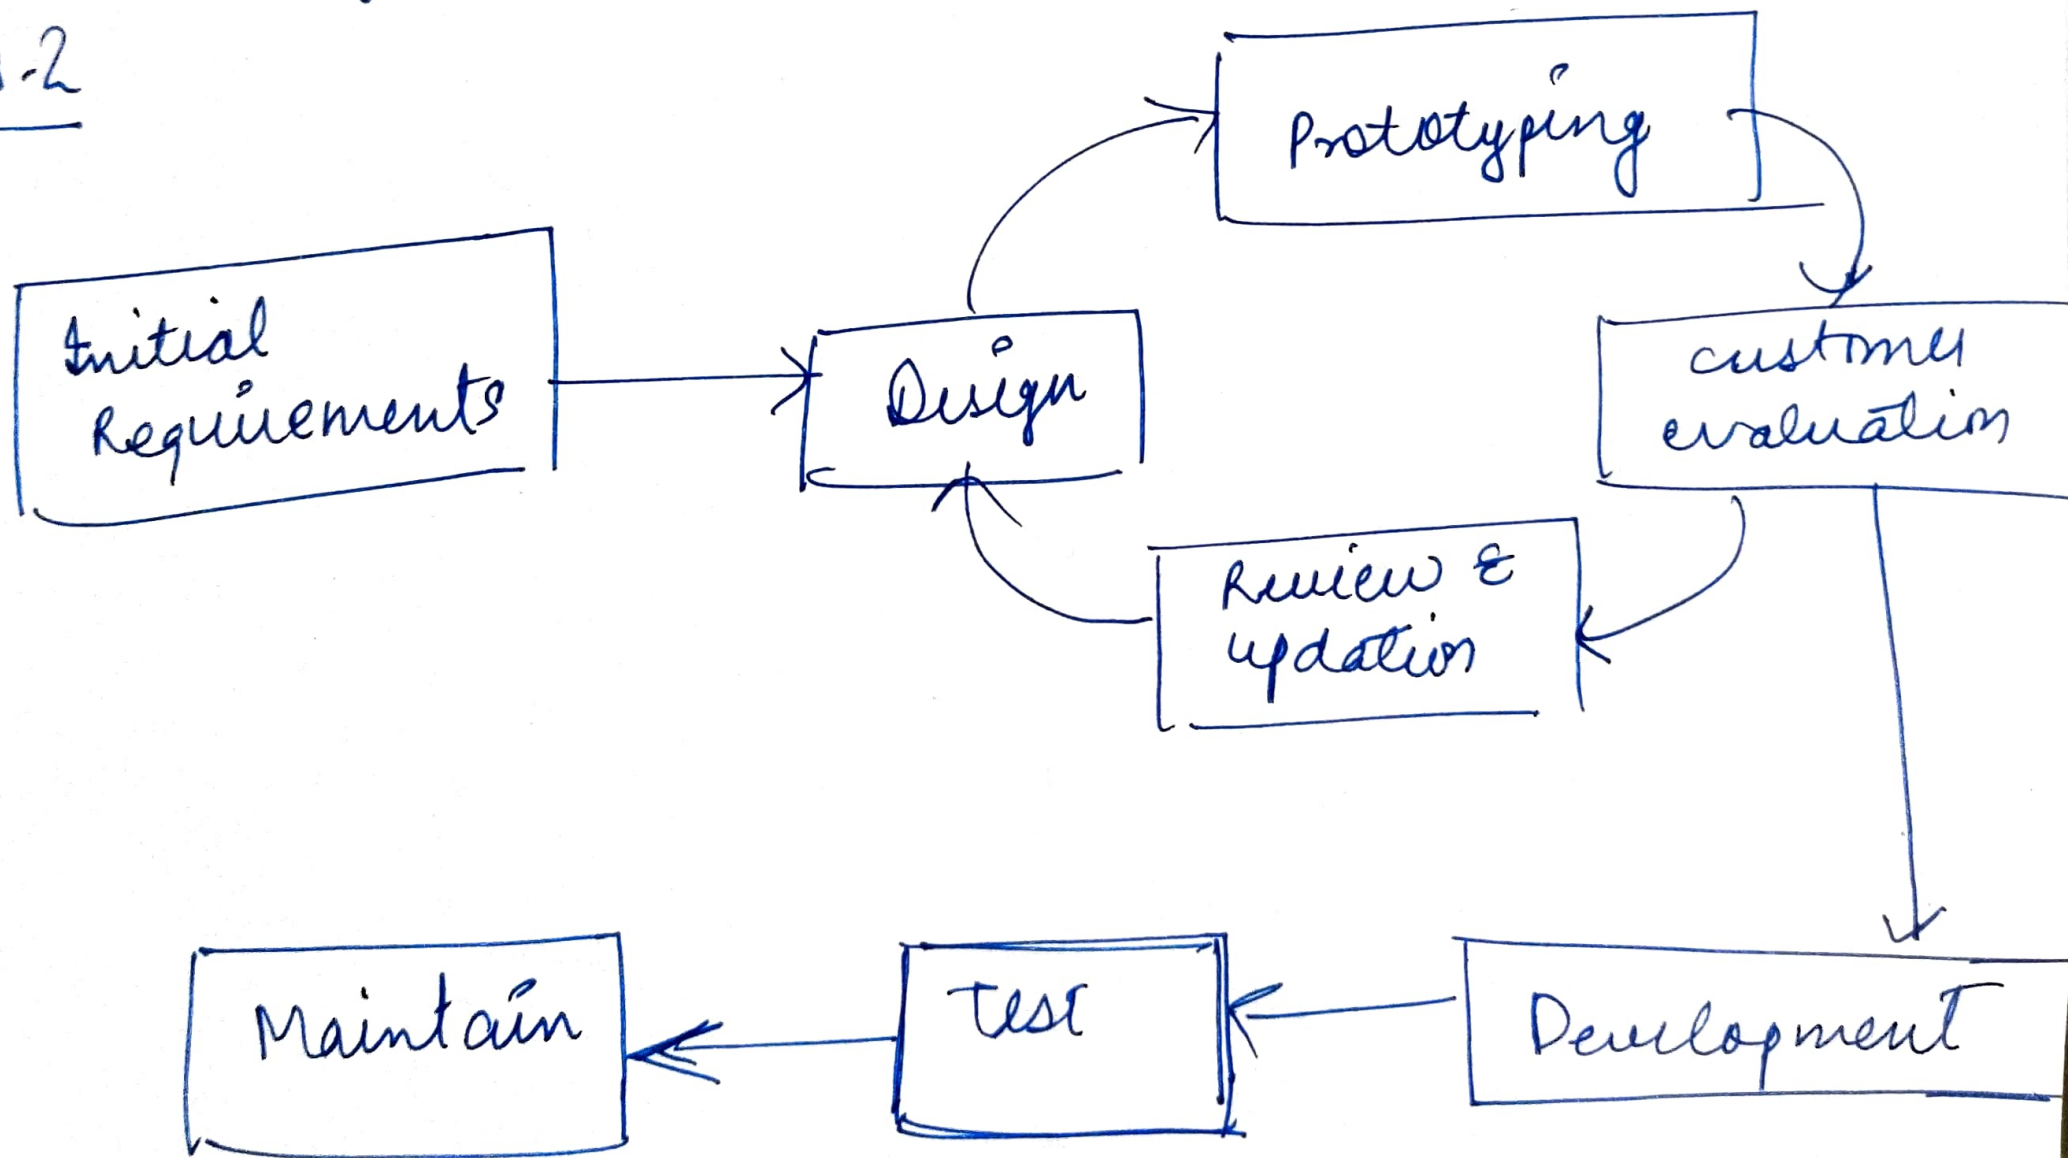 .2
Prototyping
Initial
Requirements
Design
customer
evaluation
Review &
updation
Maintain
Test
Development